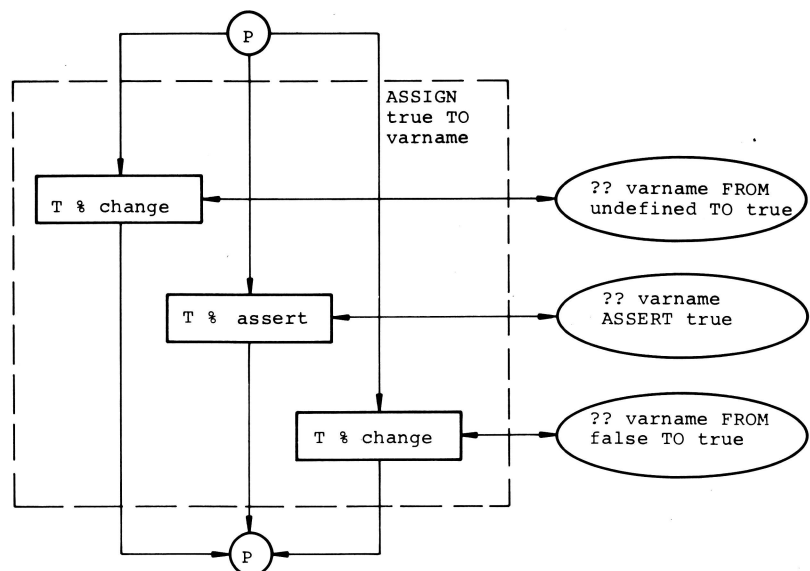 P
ASSIGN
true TO
varname
T % change
?? varname FROM
undefined TO true
T % assert
?? varname
ASSERT true
T % change
?? varname FROM
false TO true
P